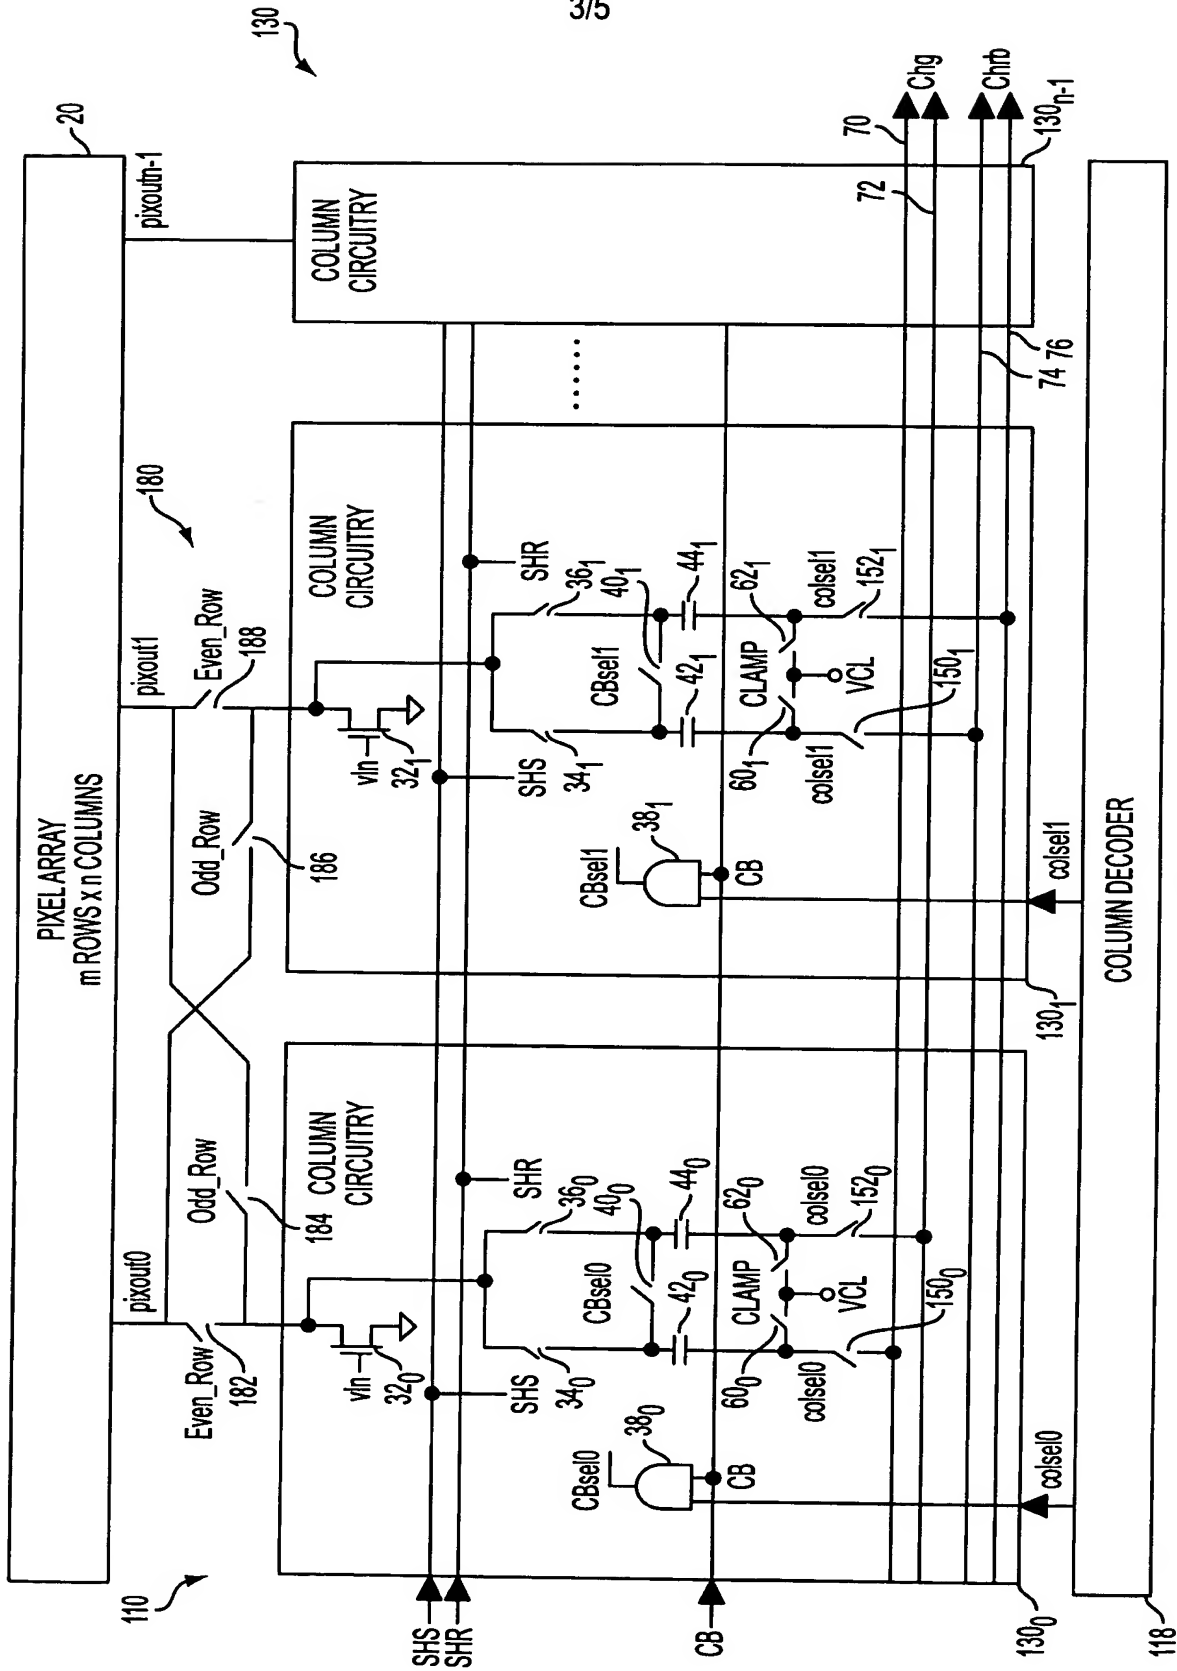 3/5
130
20
PIXEL ARRAY
m ROWS x n COLUMNS
110
180
pixout0
pixout1
pixoutn-1
Even_Row
182
Odd_Row
184
Odd_Row
186
Even_Row
188
COLUMN
CIRCUITRY
COLUMN
CIRCUITRY
COLUMN
CIRCUITRY
vln
32₀
vln
32₁
SHS
SHR
SHS
SHR
SHS
SHR
34₀
36₀
34₁
36₁
......
CBsel0
38₀
CBsel0
40₀
42₀
44₀
CBsel1
38₁
CBsel1
40₁
42₁
44₁
CB
CB
CB
CLAMP
60₀
62₀
VCL
CLAMP
60₁
62₁
VCL
colsel0
150₀
colsel0
152₀
colsel1
150₁
colsel1
152₁
70
72
Chg
74
76
Chrb
130₀
130₁
130n-1
colsel0
colsel1
118
COLUMN DECODER